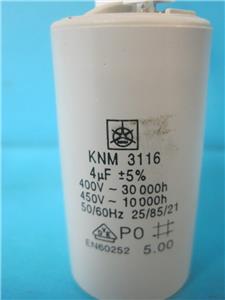 KNM 3116
4µF ±5%
400V ~ 30 000h
450V ~ 10 000h
50/60Hz 25/85/21
P0
EN60252 5.00